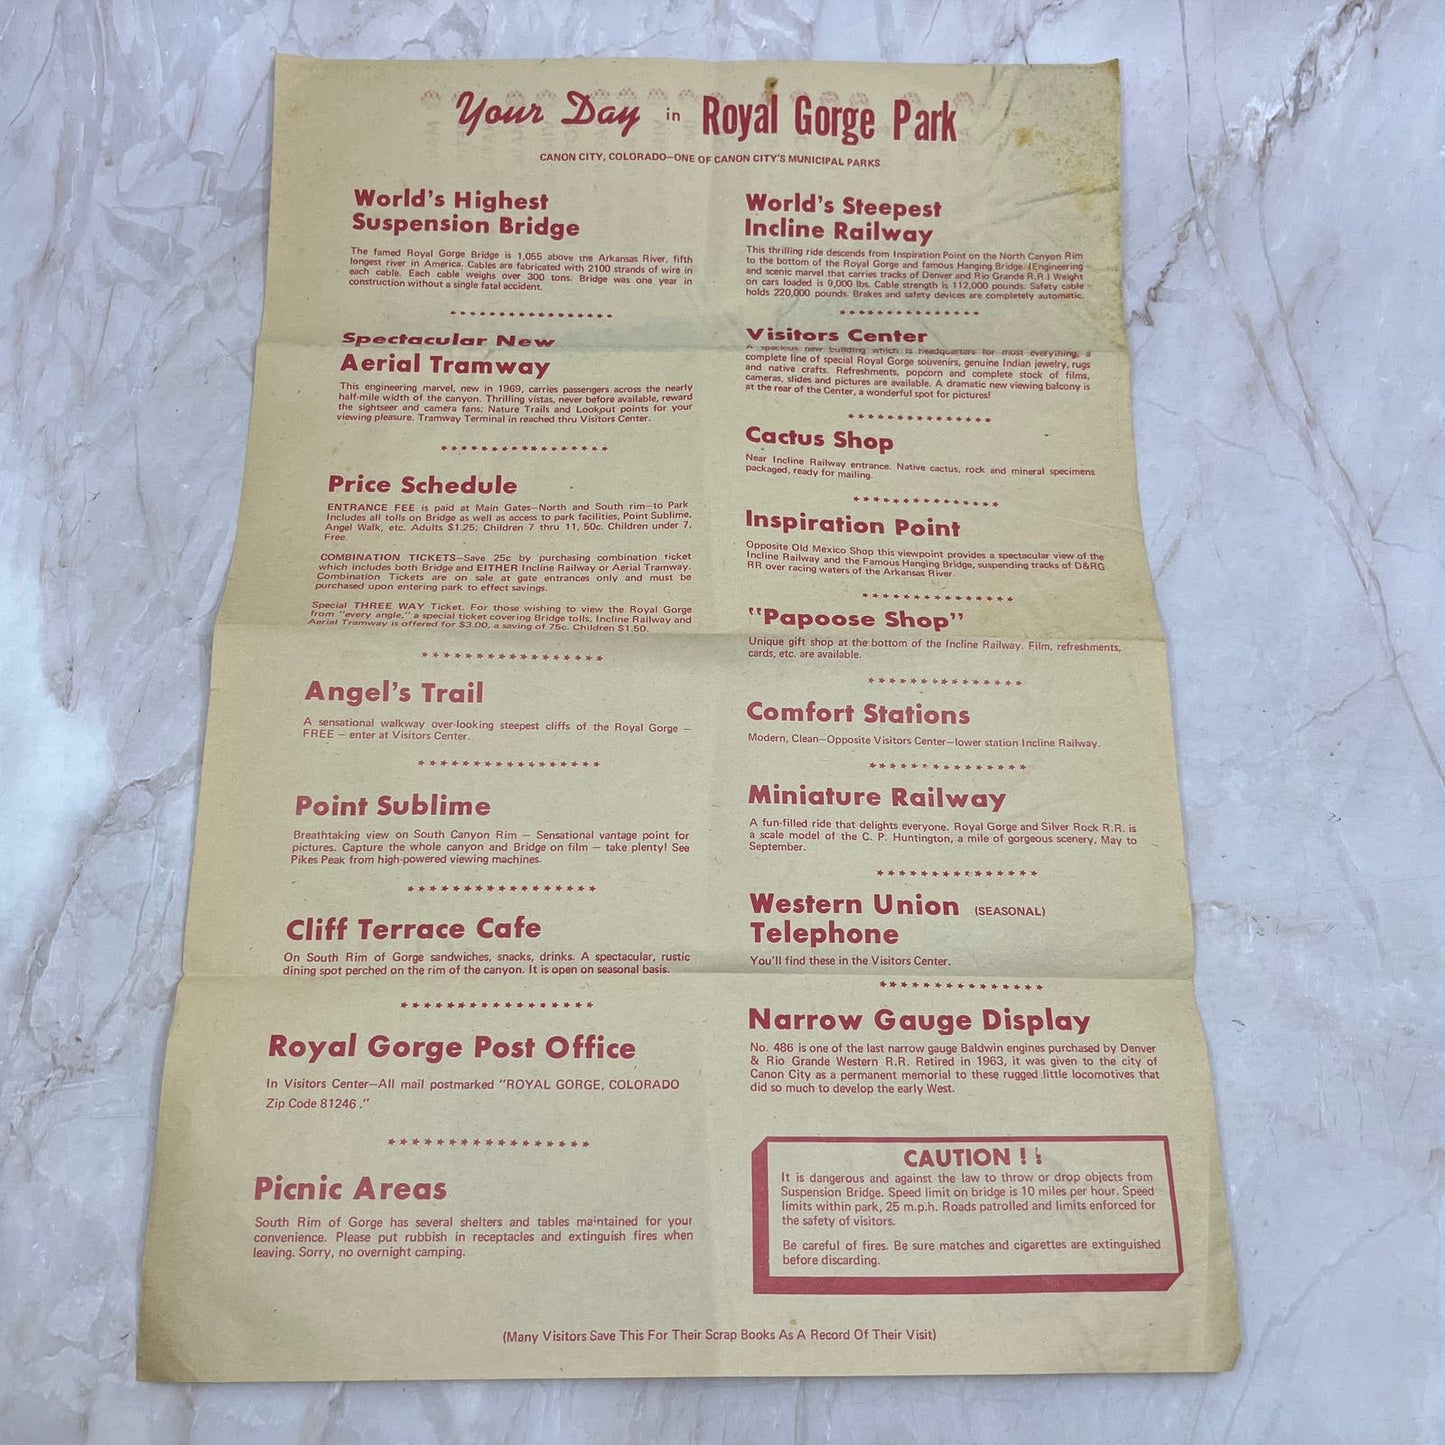 Your Day in Royal Gorge Park
CANON CITY, COLORADO—ONE OF CANON CITY'S MUNICIPAL PARKS
World's Highest
Suspension Bridge
The famed Royal Gorge Bridge is 1,055 above the Arkansas River, fifth
longest river in America. Cables are fabricated with 2100 strands of wire in
each cable. Each cable weighs over 300 tons. Bridge was one year in
construction without a single fatal accident.
****************
Spectacular New
Aerial Tramway
This engineering marvel, new in 1969, carries passengers across the nearly
half-mile width of the canyon. Thrilling vistas, never before available, reward
the sightseer and camera fans; Nature Trails and Lookput points for your
viewing pleasure. Tramway Terminal in reached thru Visitors Center.
****************
Price Schedule
ENTRANCE FEE is paid at Main Gates—North and South rim—to Park
Includes all tolls on Bridge as well as access to park facilities, Point Sublime,
Angel Walk, etc. Adults $1.25; Children 7 thru 11, 50c. Children under 7,
Free.
COMBINATION TICKETS—Save 25c by purchasing combination ticket
which includes both Bridge and EITHER Incline Railway or Aerial Tramway.
Combination Tickets are on sale at gate entrances only and must be
purchased upon entering park to effect savings.
Special THREE WAY Ticket. For those wishing to view the Royal Gorge
from "every angle," a special ticket covering Bridge tolls, Incline Railway and
Aerial Tramway is offered for $3.00, a saving of 75c. Children $1.50.
*****************
Angel's Trail
A sensational walkway over-looking steepest cliffs of the Royal Gorge —
FREE — enter at Visitors Center.
*****************
Point Sublime
Breathtaking view on South Canyon Rim — Sensational vantage point for
pictures. Capture the whole canyon and Bridge on film — take plenty! See
Pikes Peak from high-powered viewing machines.
*****************
Cliff Terrace Cafe
On South Rim of Gorge sandwiches, snacks, drinks. A spectacular, rustic
dining spot perched on the rim of the canyon. It is open on seasonal basis.
*****************
Royal Gorge Post Office
In Visitors Center—All mail postmarked "ROYAL GORGE, COLORADO
Zip Code 81246 ."
*****************
Picnic Areas
South Rim of Gorge has several shelters and tables maintained for your
convenience. Please put rubbish in receptacles and extinguish fires when
leaving. Sorry, no overnight camping.
World's Steepest
Incline Railway
This thrilling ride descends from Inspiration Point on the North Canyon Rim
to the bottom of the Royal Gorge and famous Hanging Bridge. (Engineering
and scenic marvel that carries tracks of Denver and Rio Grande R.R.) Weight
on cars loaded is 9,000 lbs. Cable strength is 112,000 pounds. Safety cable
holds 220,000 pounds. Brakes and safety devices are completely automatic.
***************
Visitors Center
A spacious new building which is headquarters for most everything, a
complete line of special Royal Gorge souvenirs, genuine Indian jewelry, rugs
and native crafts. Refreshments, popcorn and complete stock of films,
cameras, slides and pictures are available. A dramatic new viewing balcony is
at the rear of the Center, a wonderful spot for pictures!
***************
Cactus Shop
Near Incline Railway entrance. Native cactus, rock and mineral specimens
packaged, ready for mailing.
***************
Inspiration Point
Opposite Old Mexico Shop this viewpoint provides a spectacular view of the
Incline Railway and the Famous Hanging Bridge, suspending tracks of D&RG
RR over racing waters of the Arkansas River.
***************
"Papoose Shop"
Unique gift shop at the bottom of the Incline Railway. Film, refreshments,
cards, etc. are available.
***************
Comfort Stations
Modern, Clean—Opposite Visitors Center—lower station Incline Railway.
***************
Miniature Railway
A fun-filled ride that delights everyone. Royal Gorge and Silver Rock R.R. is
a scale model of the C. P. Huntington, a mile of gorgeous scenery, May to
September.
***************
Western Union (SEASONAL)
Telephone
You'll find these in the Visitors Center.
***************
Narrow Gauge Display
No. 486 is one of the last narrow gauge Baldwin engines purchased by Denver
& Rio Grande Western R.R. Retired in 1963, it was given to the city of
Canon City as a permanent memorial to these rugged little locomotives that
did so much to develop the early West.
CAUTION ! !
It is dangerous and against the law to throw or drop objects from
Suspension Bridge. Speed limit on bridge is 10 miles per hour. Speed
limits within park, 25 m.p.h. Roads patrolled and limits enforced for
the safety of visitors.
Be careful of fires. Be sure matches and cigarettes are extinguished
before discarding.
(Many Visitors Save This For Their Scrap Books As A Record Of Their Visit)